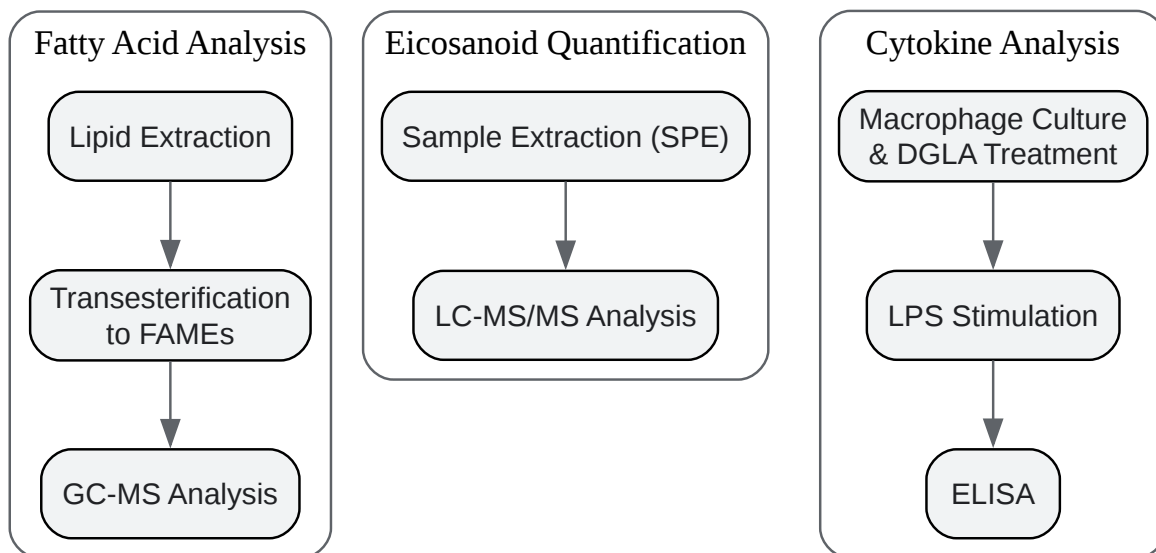 Fatty Acid Analysis
Lipid Extraction
Transesterification
to FAMEs
GC-MS Analysis
Eicosanoid Quantification
Sample Extraction (SPE)
LC-MS/MS Analysis
Cytokine Analysis
Macrophage Culture
& DGLA Treatment
LPS Stimulation
ELISA